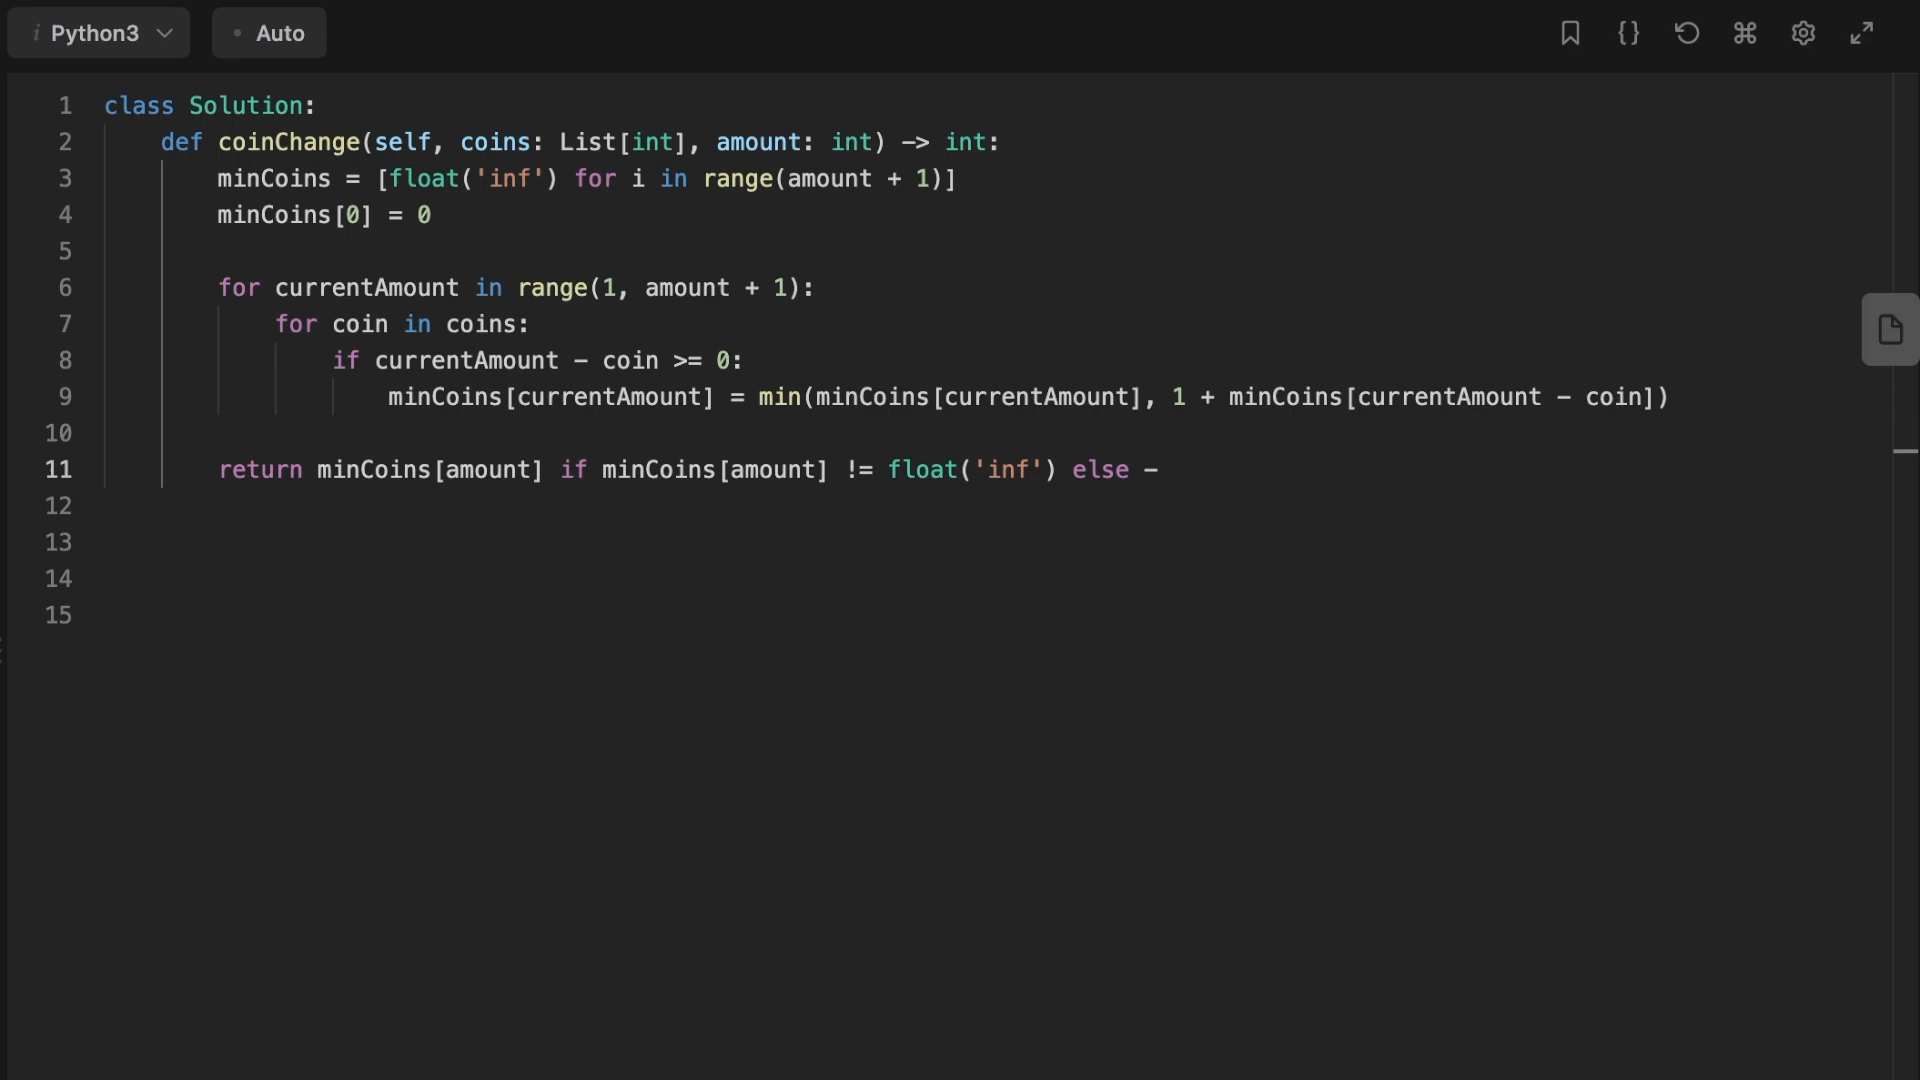 i Python3
• Auto
1 class Solution:
2 def coinChange(self, coins: List[int], amount: int) -> int:
3 minCoins = [float('inf') for i in range(amount + 1)]
4 minCoins[0] = 0
5
6 for currentAmount in range(1, amount + 1):
7 for coin in coins:
8 if currentAmount - coin >= 0:
9 minCoins[currentAmount] = min(minCoins[currentAmount], 1 + minCoins[currentAmount - coin])
10
11 return minCoins[amount] if minCoins[amount] != float('inf') else -
12
13
14
15